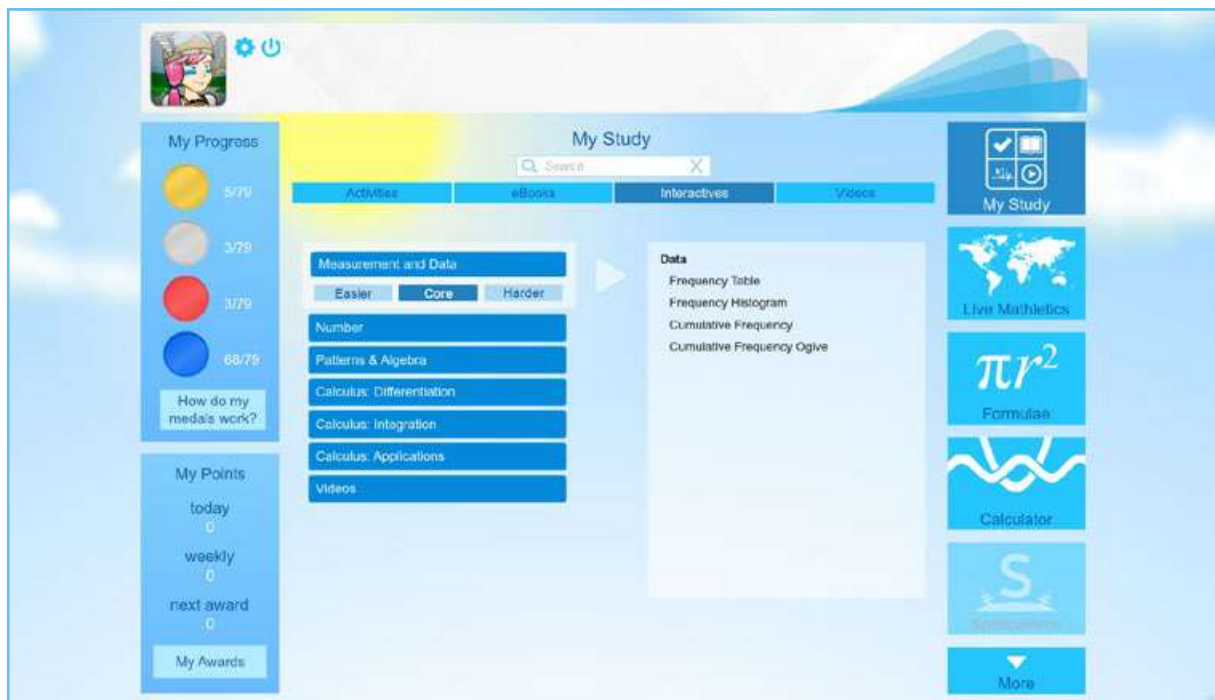 My Progress
5/79
3/79
3/79
68/79
How do my
medals work?
My Points
today
0
weekly
0
next award
0
My Awards
My Study
Search
X
Activities
eBooks
Interactives
Videos
Measurement and Data
Easier
Core
Harder
Number
Patterns & Algebra
Calculus: Differentiation
Calculus: Integration
Calculus: Applications
Videos
Data
Frequency Table
Frequency Histogram
Cumulative Frequency
Cumulative Frequency Ogive
My Study
Live Mathletics
πr²
Formulae
Calculator
S
More